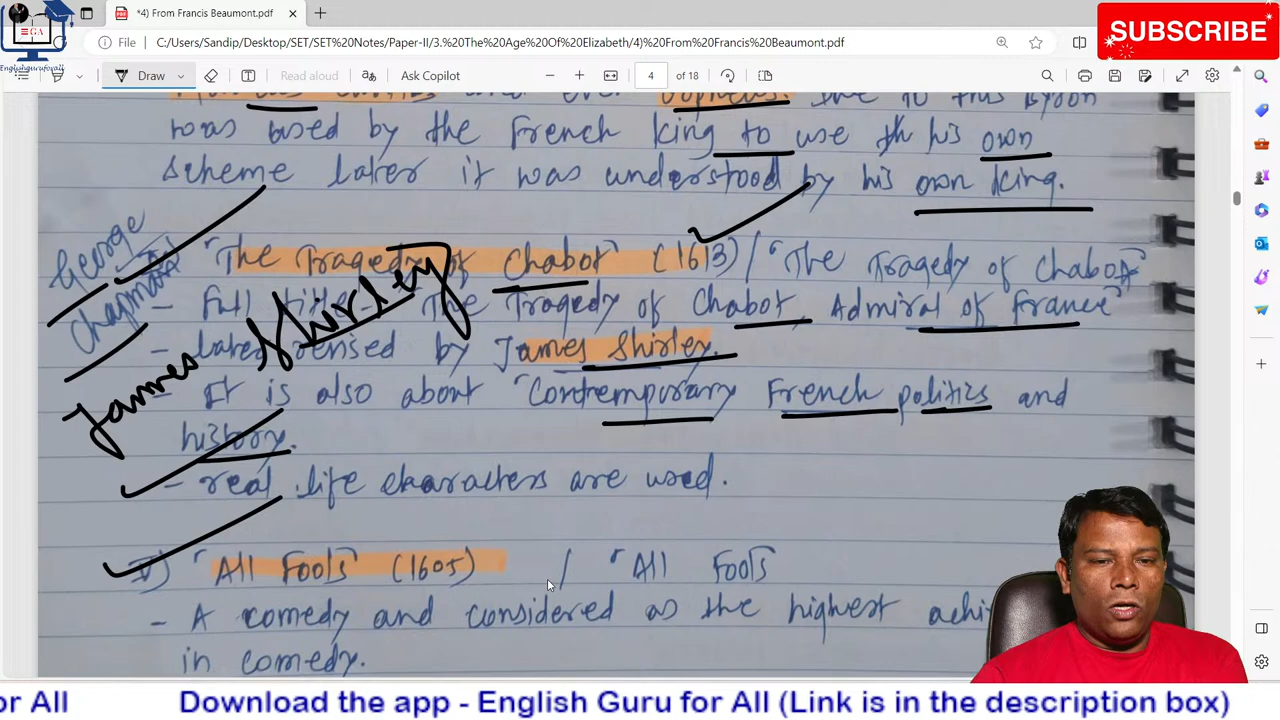 *4) From Francis Beaumont.pdf
File C:/Users/Sandip/Desktop/SET/SET%20Notes/Paper-II/3.%20The%20Age%20Of%20Elizabeth/4)%20From%20Francis%20Beaumont.pdf
SUBSCRIBE
EGA
Englishguruforall
Draw Read aloud Ask Copilot 4 of 18
was used by the French King to use his own
scheme later it was understood by his own King.
George
Chapman
"The Tragedy of Chabot" (1613) / "The Tragedy of Chabot
- Full title The Tragedy of Chabot, Admiral of France"
- later revised by James Shirley.
James Shirley
- It is also about "Contemporary French politics and
history.
- real life characters are used.
V) "All Fools" (1605) / "All Fools
- A comedy and considered as the highest
in comedy.
or All Download the app - English Guru for All (Link is in the description box)